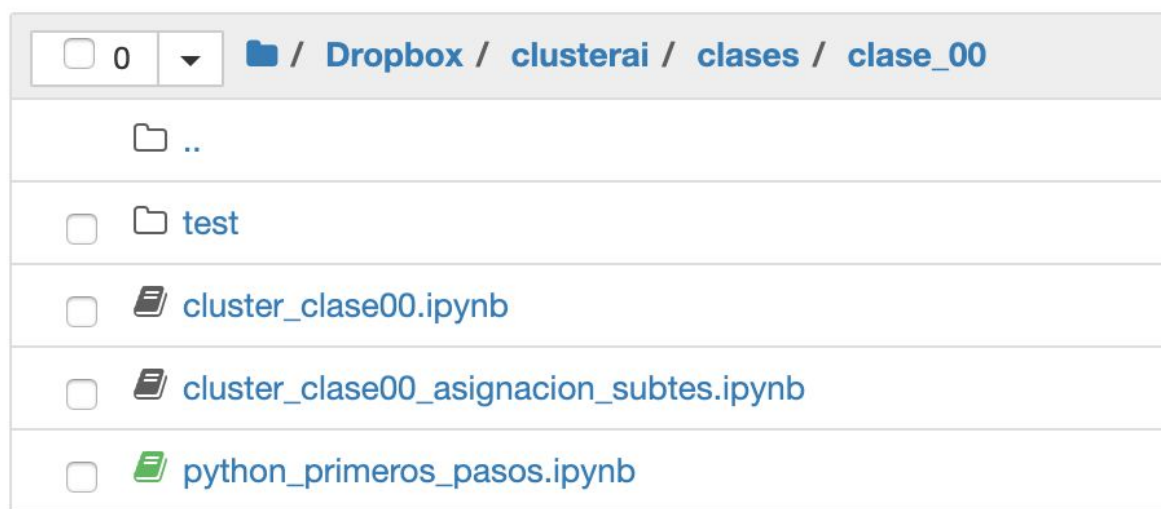 0 / Dropbox / clusterai / clases / clase_00
..
test
cluster_clase00.ipynb
cluster_clase00_asignacion_subtes.ipynb
python_primeros_pasos.ipynb